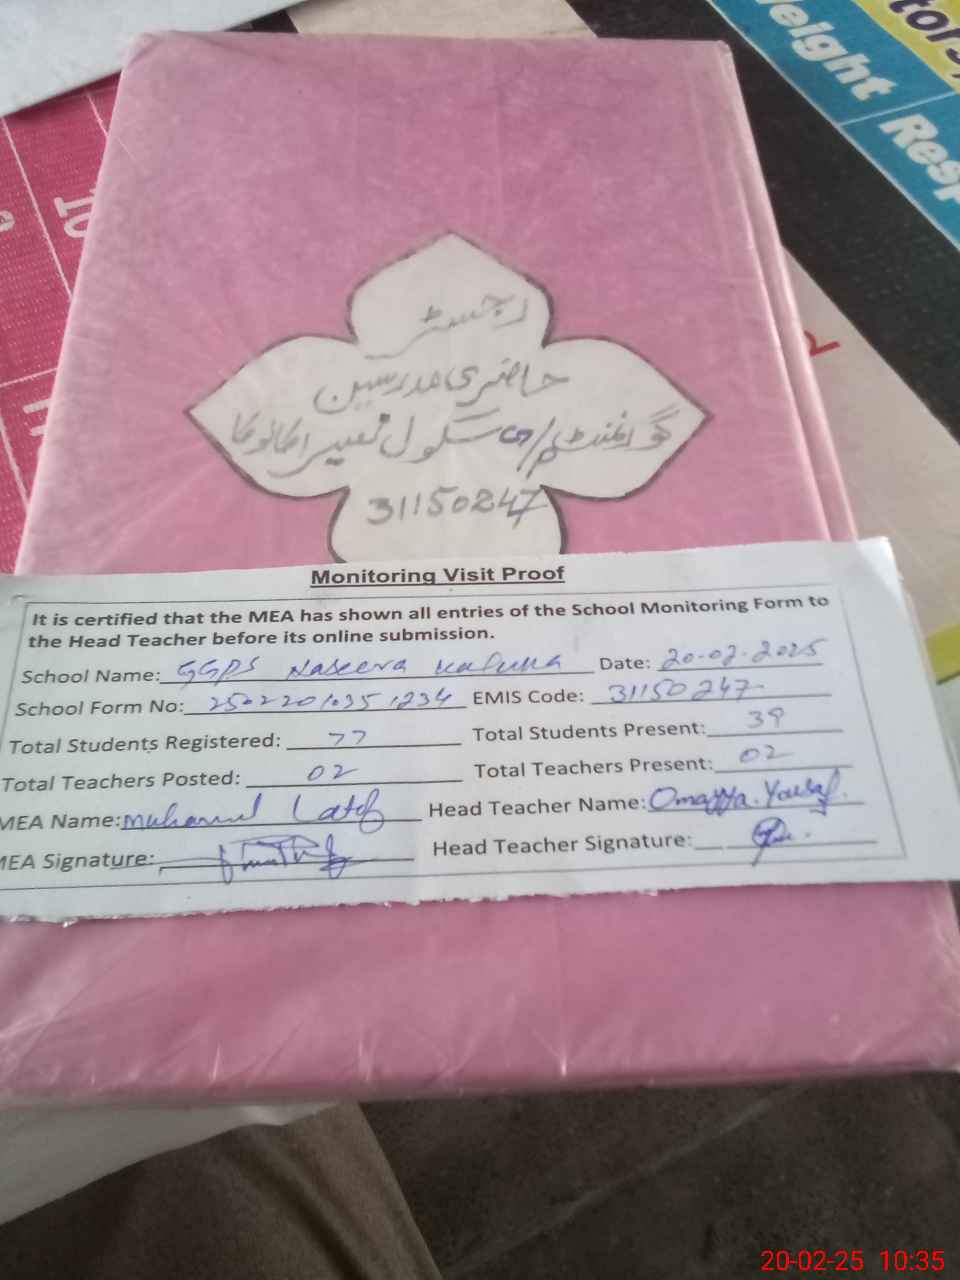 tors
Weight
Resp
رجسٹر
حاضری مدرسین
گورنمنٹ گ/پ سکول نصیرا کالوکا
31150247
Monitoring Visit Proof
It is certified that the MEA has shown all entries of the School Monitoring Form to
the Head Teacher before its online submission.
School Name: GGPS Naseera Kaluka Date: 20-02-2025
School Form No: 25022010351234 EMIS Code: 31150247
Total Students Registered: 77 Total Students Present: 39
Total Teachers Posted: 02 Total Teachers Present: 02
MEA Name: Muhammad Latif Head Teacher Name: Yousaf.
MEA Signature: Head Teacher Signature:
20-02-25 10:35